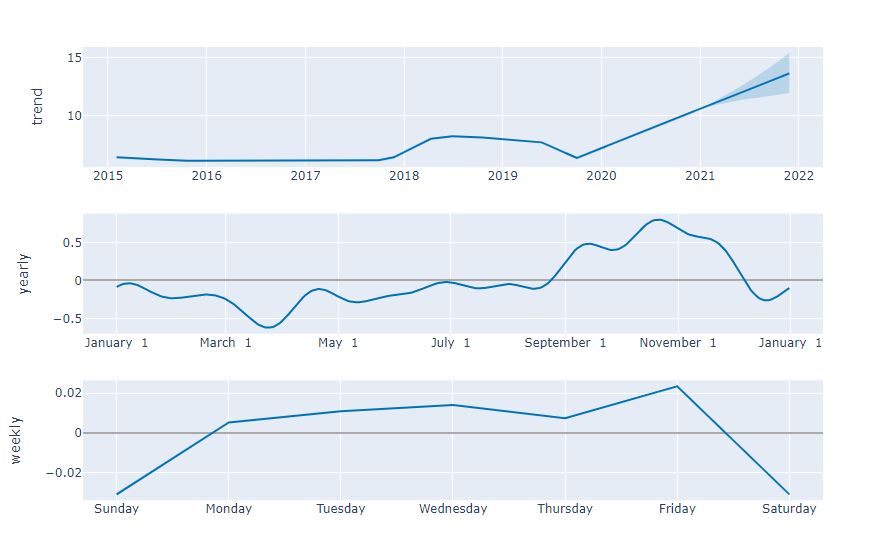 15
trend
10
2015 2016 2017 2018 2019 2020 2021 2022
0.5
yearly
0
−0.5
January 1 March 1 May 1 July 1 September 1 November 1 January 1
0.02
weekly
0
−0.02
Sunday Monday Tuesday Wednesday Thursday Friday Saturday